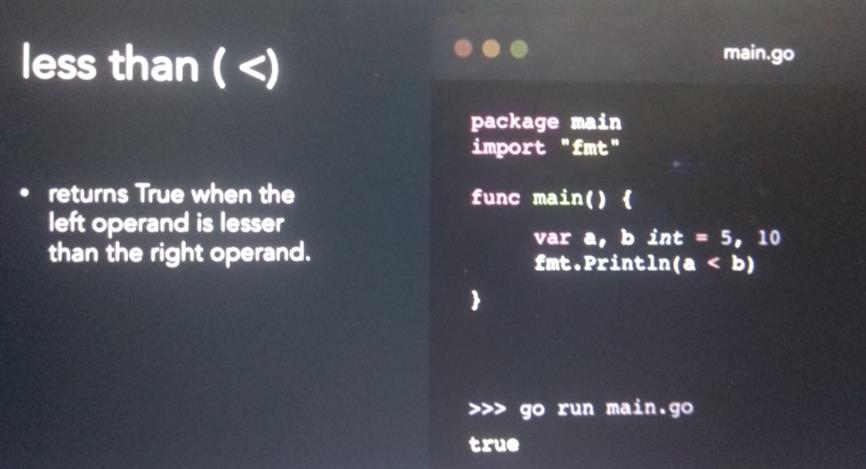 less than ( <)
• returns True when the
left operand is lesser
than the right operand.
main.go
package main
import "fmt"
func main() {
var a, b int = 5, 10
fmt.Println(a < b)
}
>>> go run main.go
true